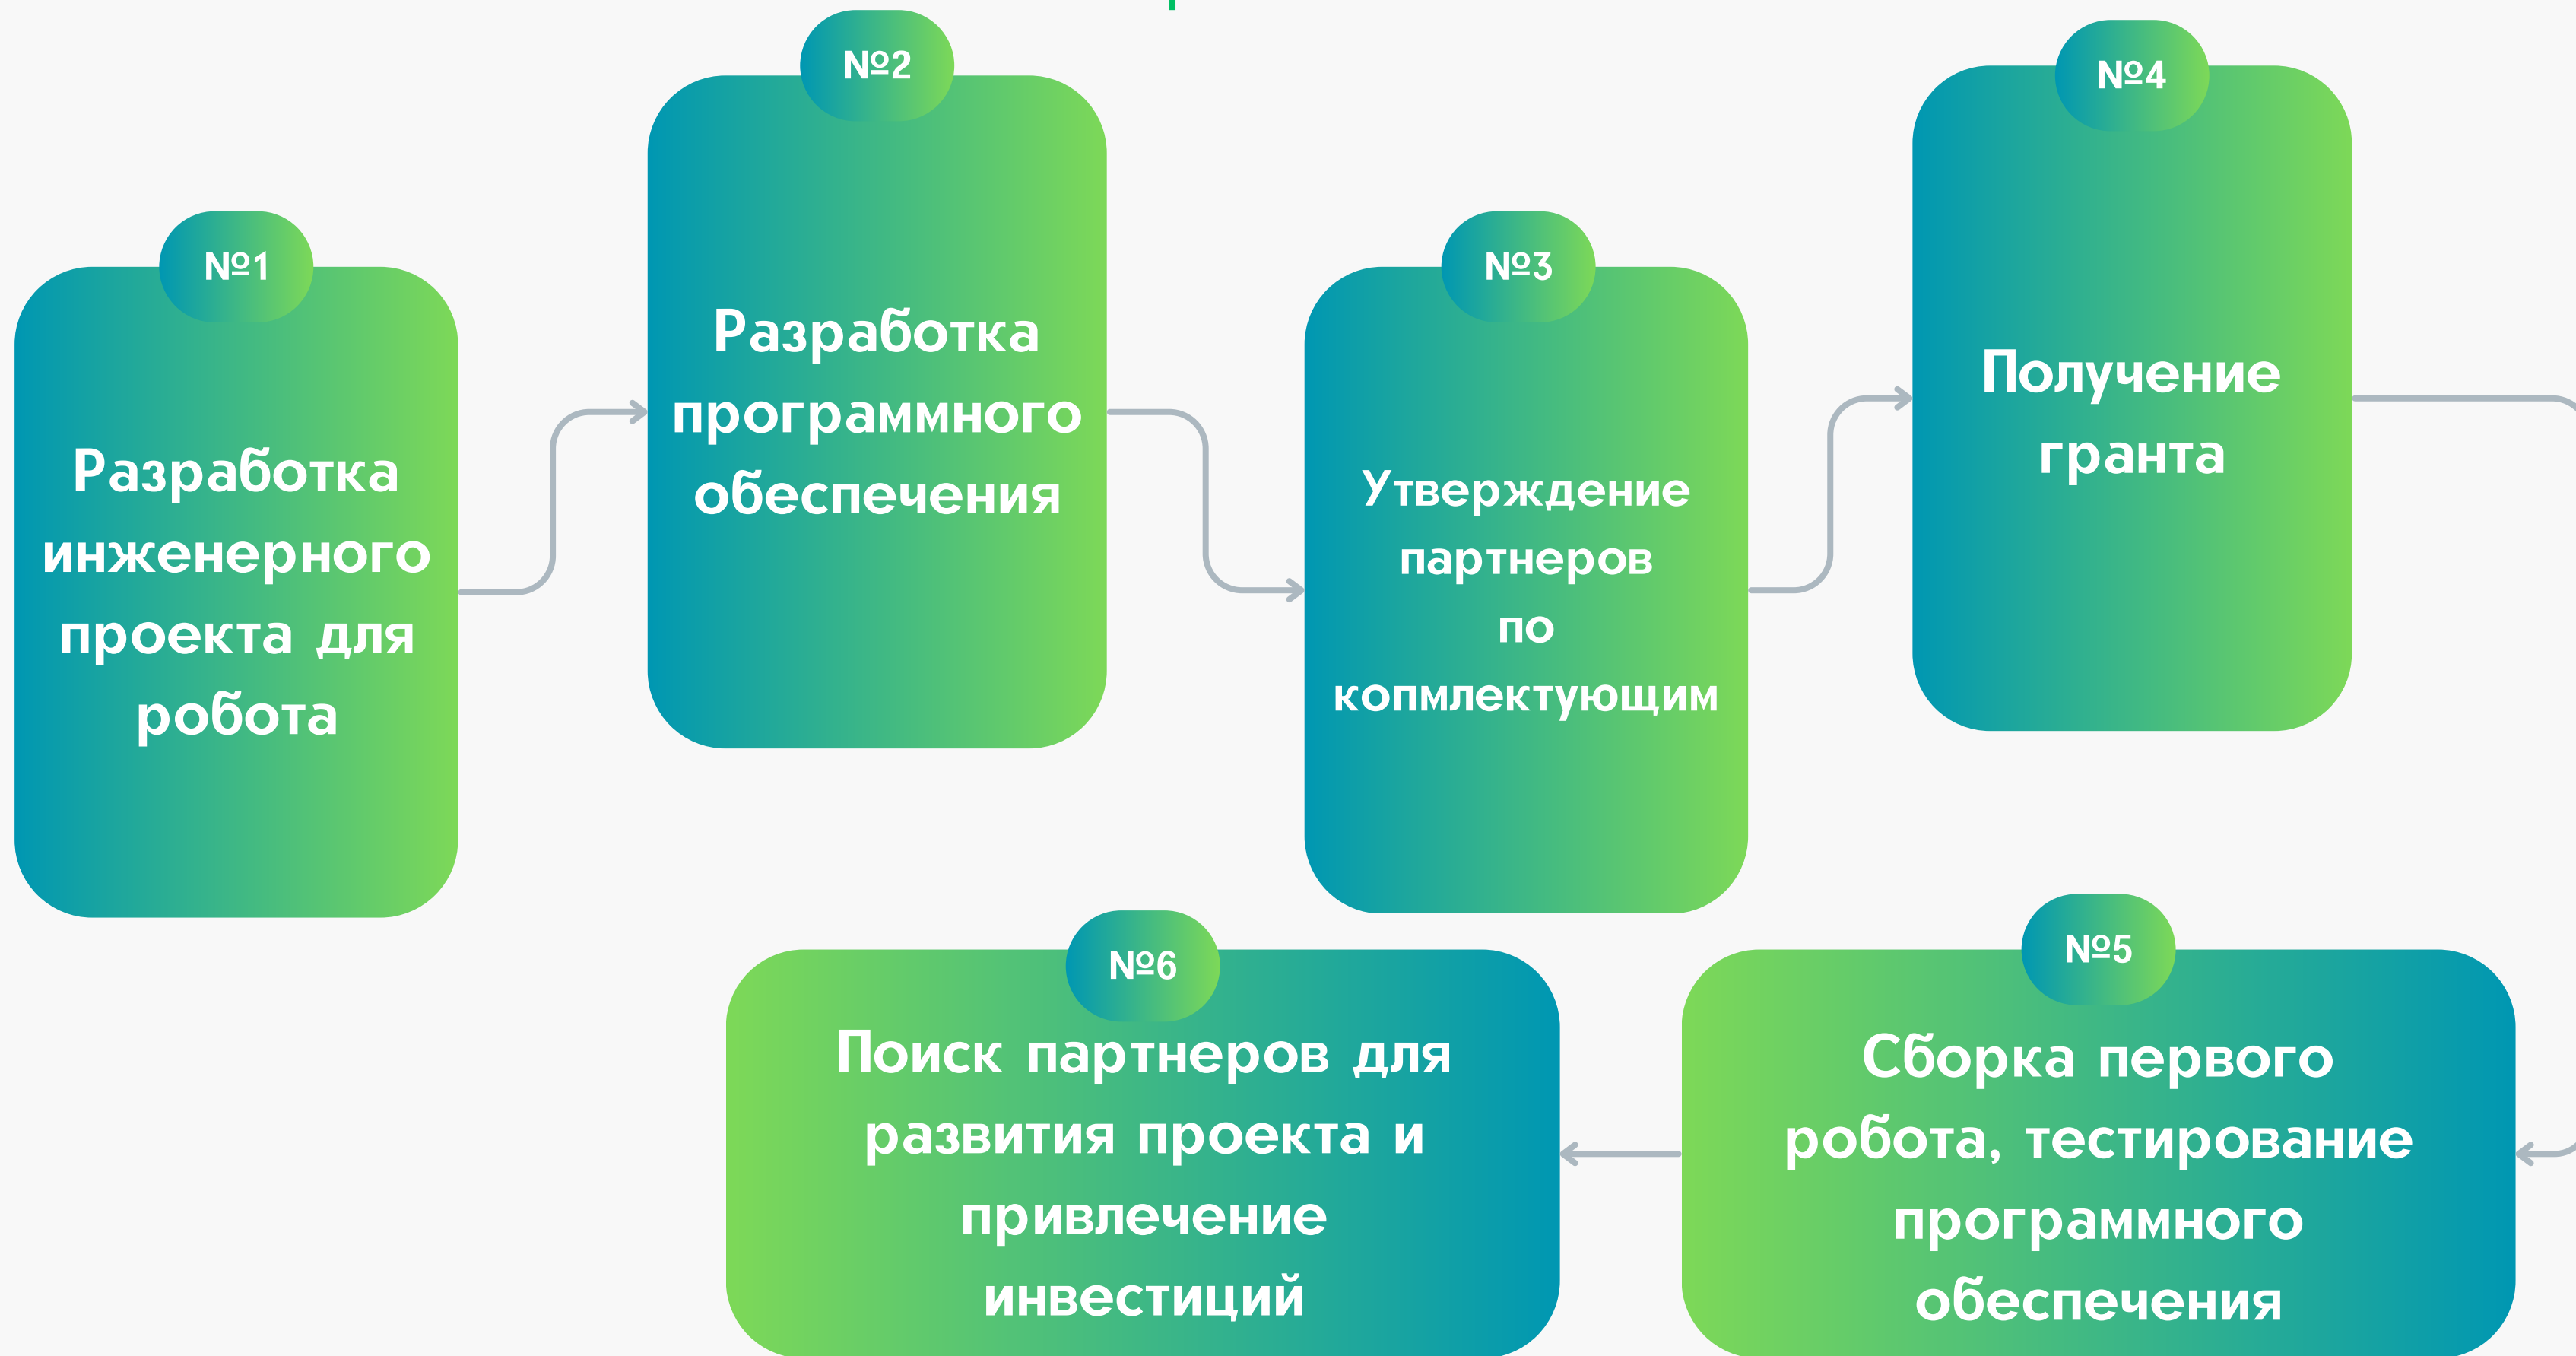 №1
Разработка
инженерного
проекта для
робота
№2
Разработка
программного
обеспечения
№3
Утверждение
партнеров
по
копмлектующим
№4
Получение
гранта
№5
Сборка первого
робота, тестирование
программного
обеспечения
№6
Поиск партнеров для
развития проекта и
привлечение
инвестиций